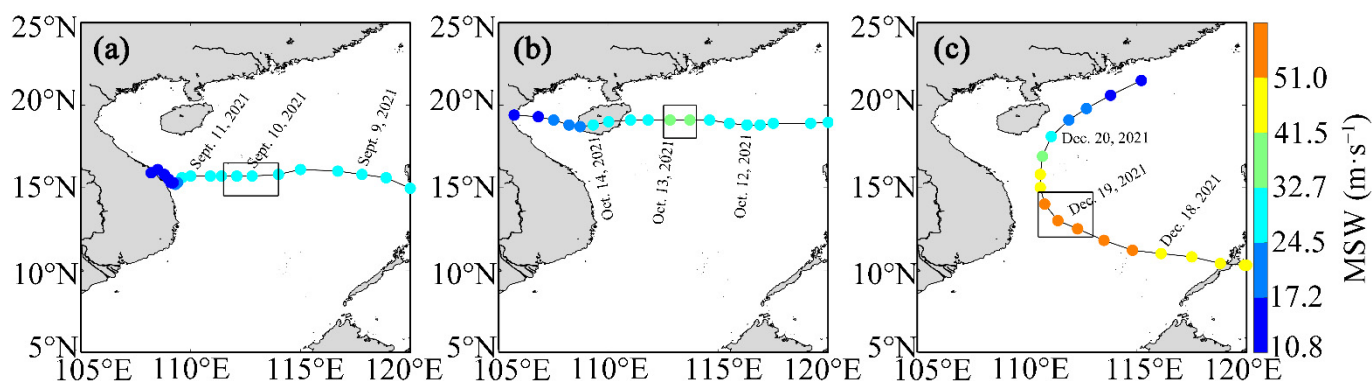 (a)
25°N
20°N
15°N
10°N
5°N
105°E
110°E
115°E
120°E
Sept. 11, 2021
Sept. 10, 2021
Sept. 9, 2021
(b)
25°N
20°N
15°N
10°N
5°N
105°E
110°E
115°E
120°E
Oct. 14, 2021
Oct. 13, 2021
Oct. 12, 2021
(c)
25°N
20°N
15°N
10°N
5°N
105°E
110°E
115°E
120°E
Dec. 20, 2021
Dec. 19, 2021
Dec. 18, 2021
51.0
41.5
32.7
24.5
17.2
10.8
MSW (m·s⁻¹)